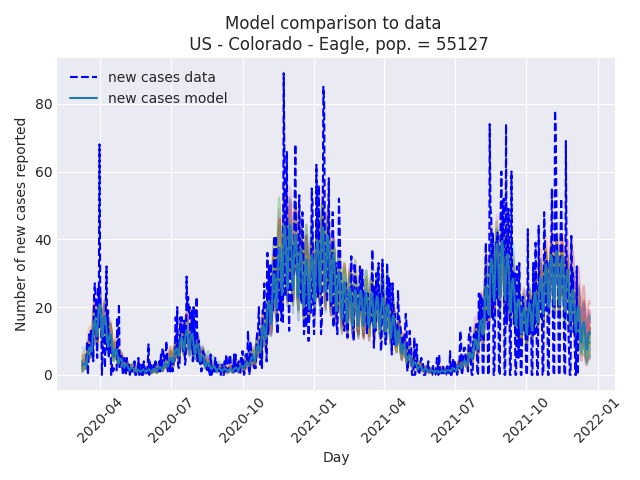 Model comparison to data
US - Colorado - Eagle, pop. = 55127
new cases data
new cases model
Number of new cases reported
80
60
40
20
0
2020-04
2020-07
2020-10
2021-01
2021-04
2021-07
2021-10
2022-01
Day